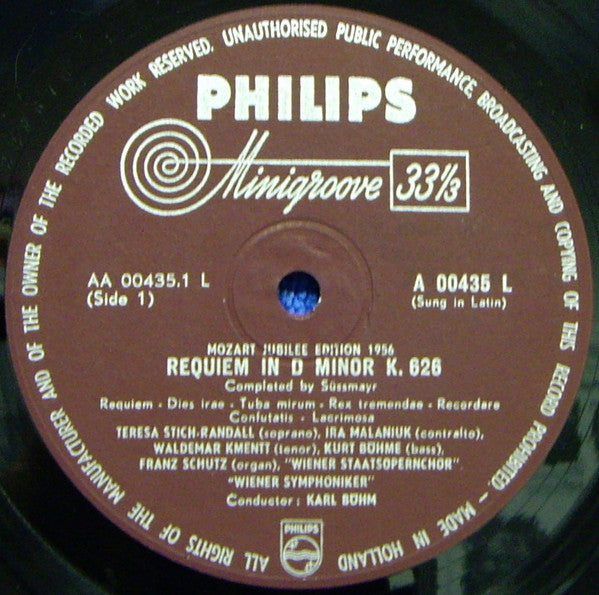 ALL RIGHTS OF THE MANUFACTURER AND OF THE OWNER OF THE RECORDED WORK RESERVED. UNAUTHORISED PUBLIC PERFORMANCE, BROADCASTING AND COPYING OF THIS RECORD PROHIBITED. - MADE IN HOLLAND
PHILIPS
Minigroove 33⅓
AA 00435.1 L
(Side 1)
A 00435 L
(Sung in Latin)
MOZART JUBILEE EDITION 1956
REQUIEM IN D MINOR K. 626
Completed by Süssmayr
Requiem - Dies irae - Tuba mirum - Rex tremendae - Recordare
Confutatis - Lacrimosa
TERESA STICH-RANDALL (soprano), IRA MALANIUK (contralto),
WALDEMAR KMENTT (tenor), KURT BÖHME (bass),
FRANZ SCHÜTZ (organ), "WIENER STAATSOPERNCHOR"
"WIENER SYMPHONIKER"
Conductor: KARL BÖHM
PHILIPS